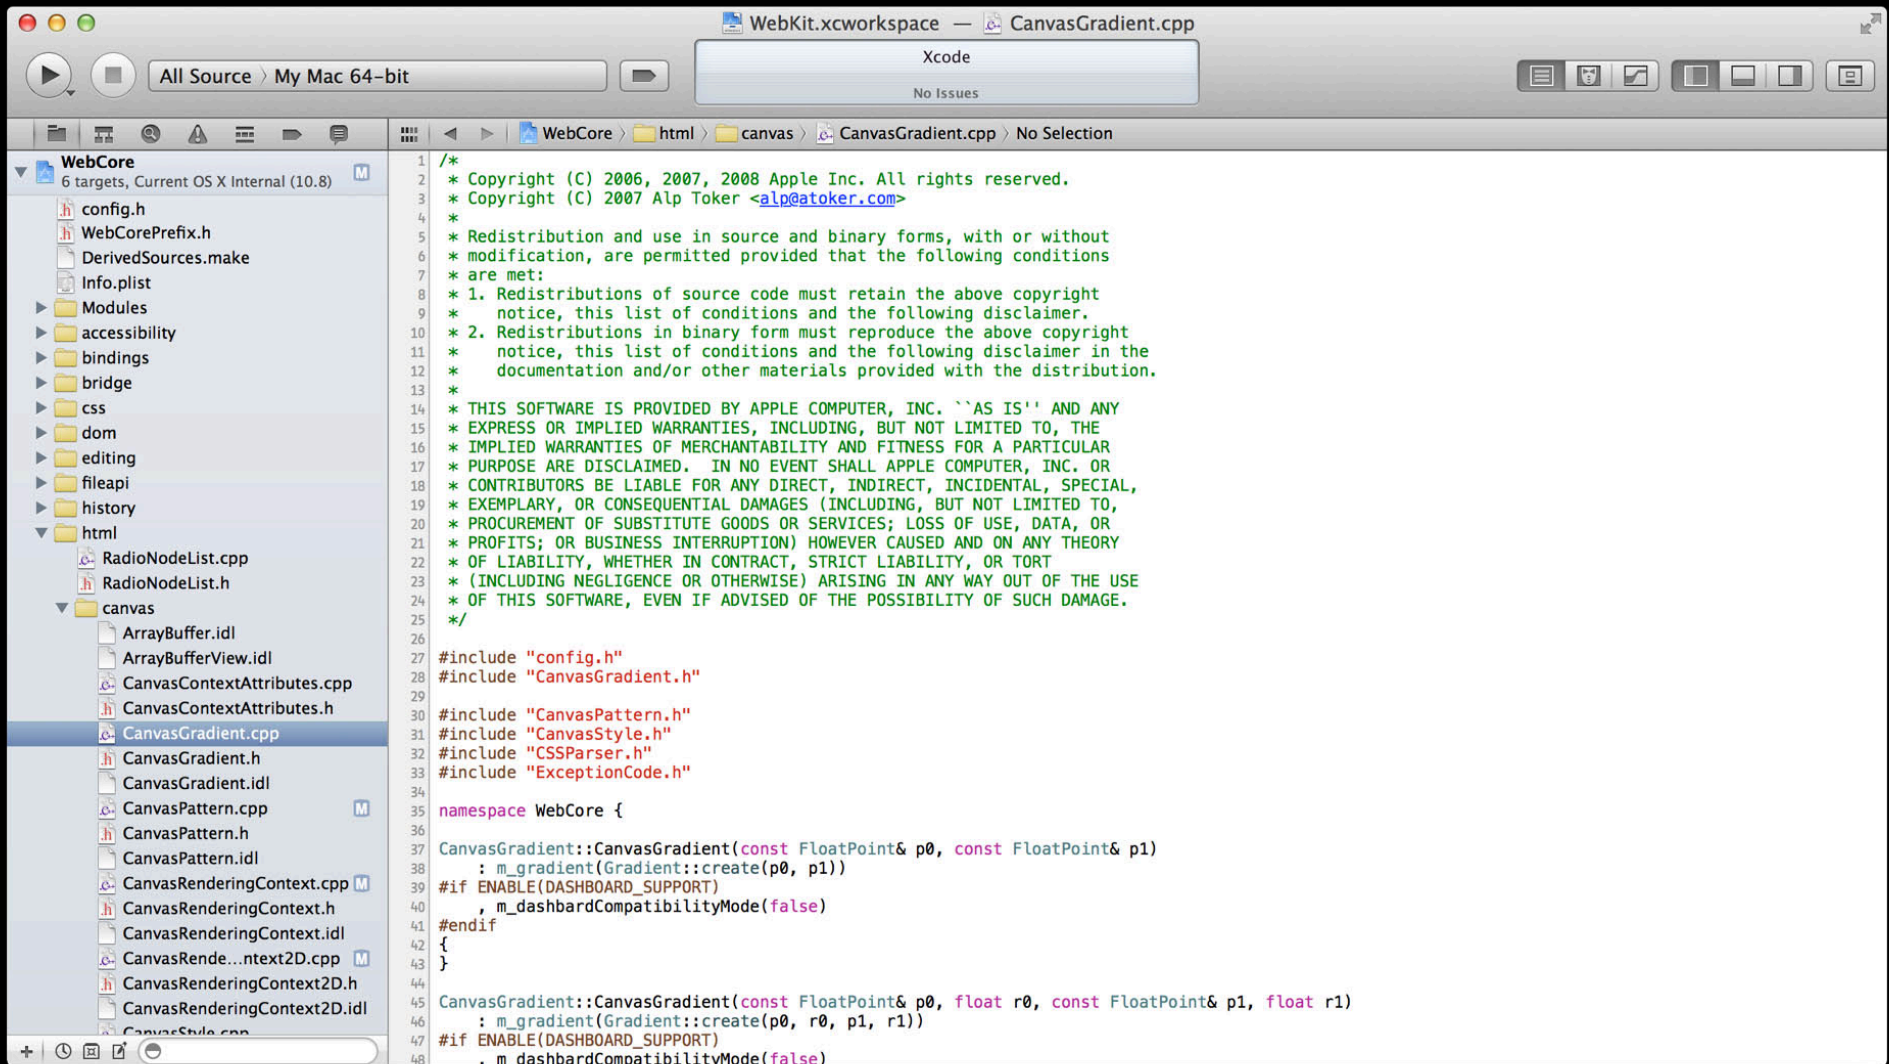 WebKit.xcworkspace — CanvasGradient.cpp
All Source 〉 My Mac 64-bit
Xcode
No Issues
WebCore 〉 html 〉 canvas 〉 CanvasGradient.cpp 〉 No Selection
WebCore
6 targets, Current OS X Internal (10.8)
M
config.h
WebCorePrefix.h
DerivedSources.make
Info.plist
Modules
accessibility
bindings
bridge
css
dom
editing
fileapi
history
html
RadioNodeList.cpp
RadioNodeList.h
canvas
ArrayBuffer.idl
ArrayBufferView.idl
CanvasContextAttributes.cpp
CanvasContextAttributes.h
CanvasGradient.cpp
CanvasGradient.h
CanvasGradient.idl
CanvasPattern.cpp M
CanvasPattern.h
CanvasPattern.idl
CanvasRenderingContext.cpp M
CanvasRenderingContext.h
CanvasRenderingContext.idl
CanvasRende...ntext2D.cpp M
CanvasRenderingContext2D.h
CanvasRenderingContext2D.idl
CanvasStyle.cpp
1 /*
2  * Copyright (C) 2006, 2007, 2008 Apple Inc. All rights reserved.
3  * Copyright (C) 2007 Alp Toker <alp@atoker.com>
4  *
5  * Redistribution and use in source and binary forms, with or without
6  * modification, are permitted provided that the following conditions
7  * are met:
8  * 1. Redistributions of source code must retain the above copyright
9  *    notice, this list of conditions and the following disclaimer.
10  * 2. Redistributions in binary form must reproduce the above copyright
11  *    notice, this list of conditions and the following disclaimer in the
12  *    documentation and/or other materials provided with the distribution.
13  *
14  * THIS SOFTWARE IS PROVIDED BY APPLE COMPUTER, INC. ``AS IS'' AND ANY
15  * EXPRESS OR IMPLIED WARRANTIES, INCLUDING, BUT NOT LIMITED TO, THE
16  * IMPLIED WARRANTIES OF MERCHANTABILITY AND FITNESS FOR A PARTICULAR
17  * PURPOSE ARE DISCLAIMED.  IN NO EVENT SHALL APPLE COMPUTER, INC. OR
18  * CONTRIBUTORS BE LIABLE FOR ANY DIRECT, INDIRECT, INCIDENTAL, SPECIAL,
19  * EXEMPLARY, OR CONSEQUENTIAL DAMAGES (INCLUDING, BUT NOT LIMITED TO,
20  * PROCUREMENT OF SUBSTITUTE GOODS OR SERVICES; LOSS OF USE, DATA, OR
21  * PROFITS; OR BUSINESS INTERRUPTION) HOWEVER CAUSED AND ON ANY THEORY
22  * OF LIABILITY, WHETHER IN CONTRACT, STRICT LIABILITY, OR TORT
23  * (INCLUDING NEGLIGENCE OR OTHERWISE) ARISING IN ANY WAY OUT OF THE USE
24  * OF THIS SOFTWARE, EVEN IF ADVISED OF THE POSSIBILITY OF SUCH DAMAGE.
25  */
26
27 #include "config.h"
28 #include "CanvasGradient.h"
29
30 #include "CanvasPattern.h"
31 #include "CanvasStyle.h"
32 #include "CSSParser.h"
33 #include "ExceptionCode.h"
34
35 namespace WebCore {
36
37 CanvasGradient::CanvasGradient(const FloatPoint& p0, const FloatPoint& p1)
38     : m_gradient(Gradient::create(p0, p1))
39 #if ENABLE(DASHBOARD_SUPPORT)
40     , m_dashbardCompatibilityMode(false)
41 #endif
42 {
43 }
44
45 CanvasGradient::CanvasGradient(const FloatPoint& p0, float r0, const FloatPoint& p1, float r1)
46     : m_gradient(Gradient::create(p0, r0, p1, r1))
47 #if ENABLE(DASHBOARD_SUPPORT)
48     , m_dashbardCompatibilityMode(false)